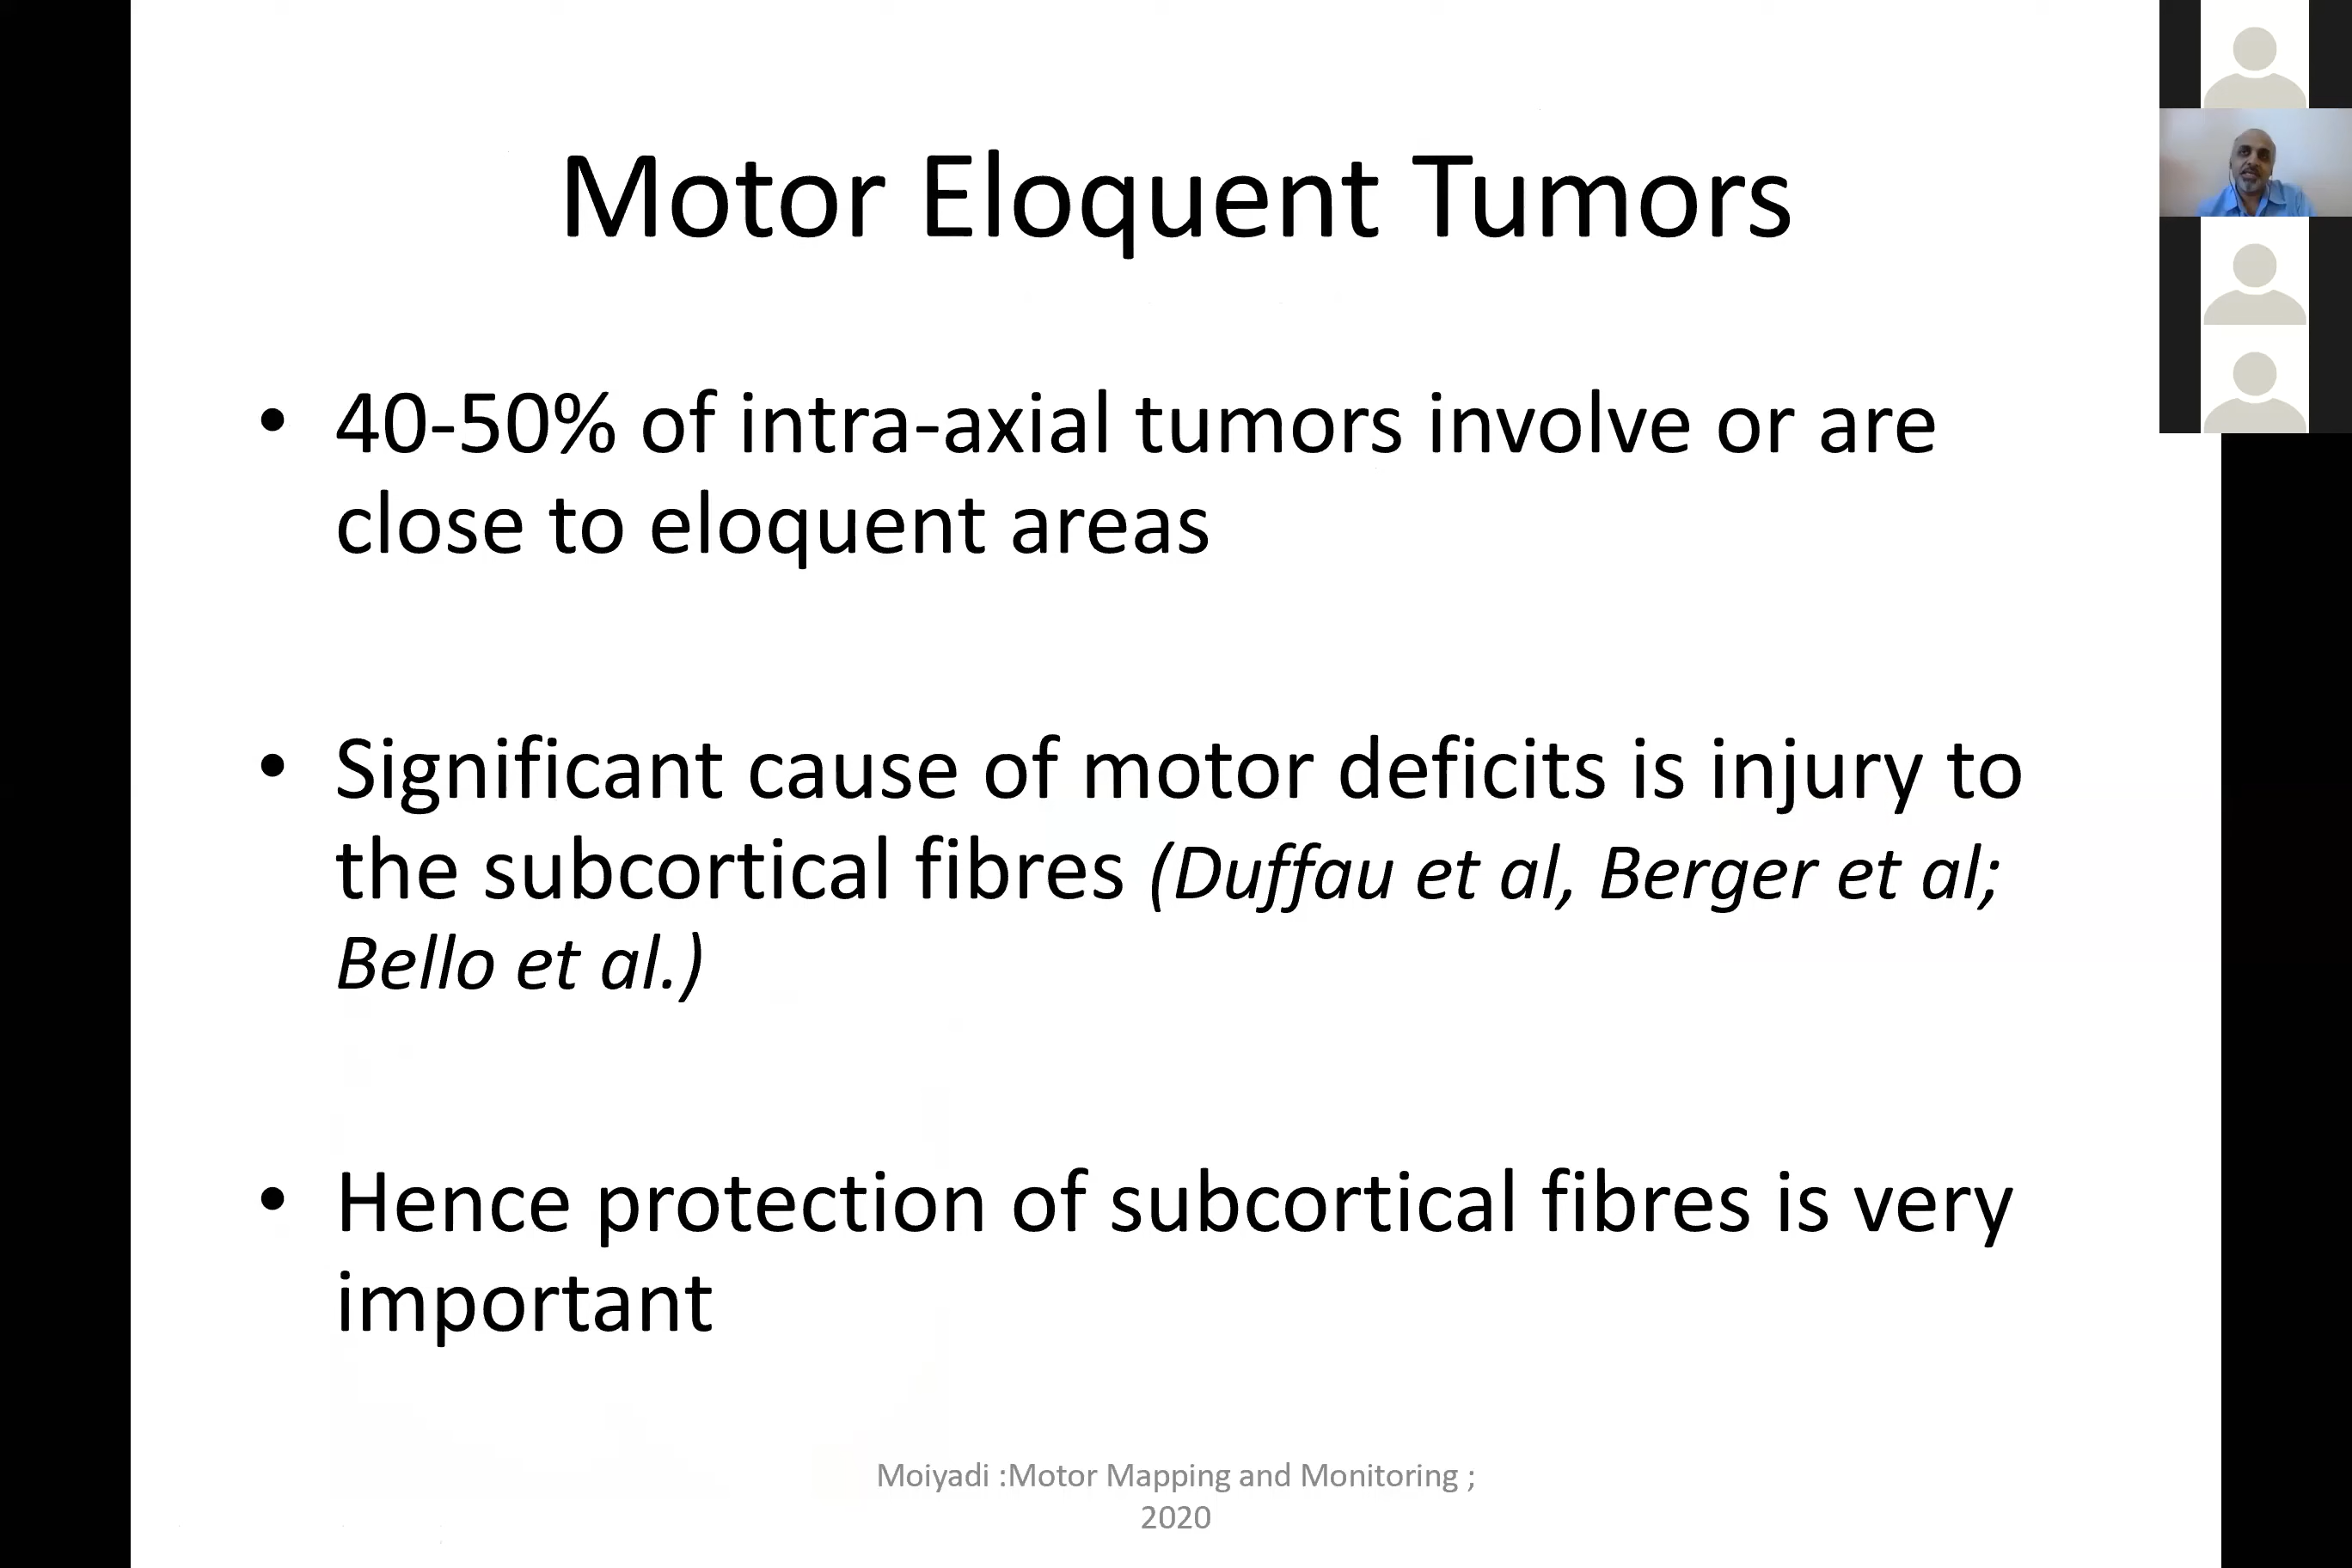 Motor Eloquent Tumors
• 40-50% of intra-axial tumors involve or are
close to eloquent areas
• Significant cause of motor deficits is injury to
the subcortical fibres (Duffau et al, Berger et al;
Bello et al.)
• Hence protection of subcortical fibres is very
important
Moiyadi :Motor Mapping and Monitoring ;
2020